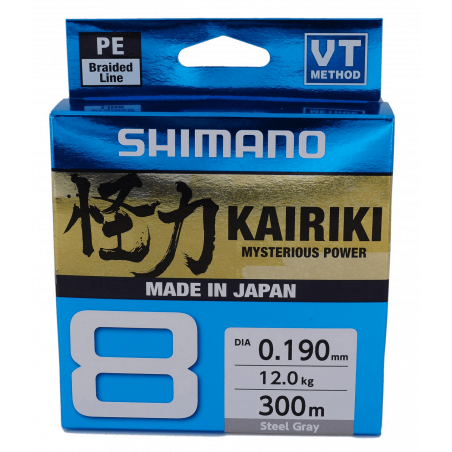 PE
Braided
Line
VT
METHOD
SHIMANO
怪力 KAIRIKI
MYSTERIOUS POWER
MADE IN JAPAN
8
DIA 0.190mm
12.0kg
300m
Steel Gray